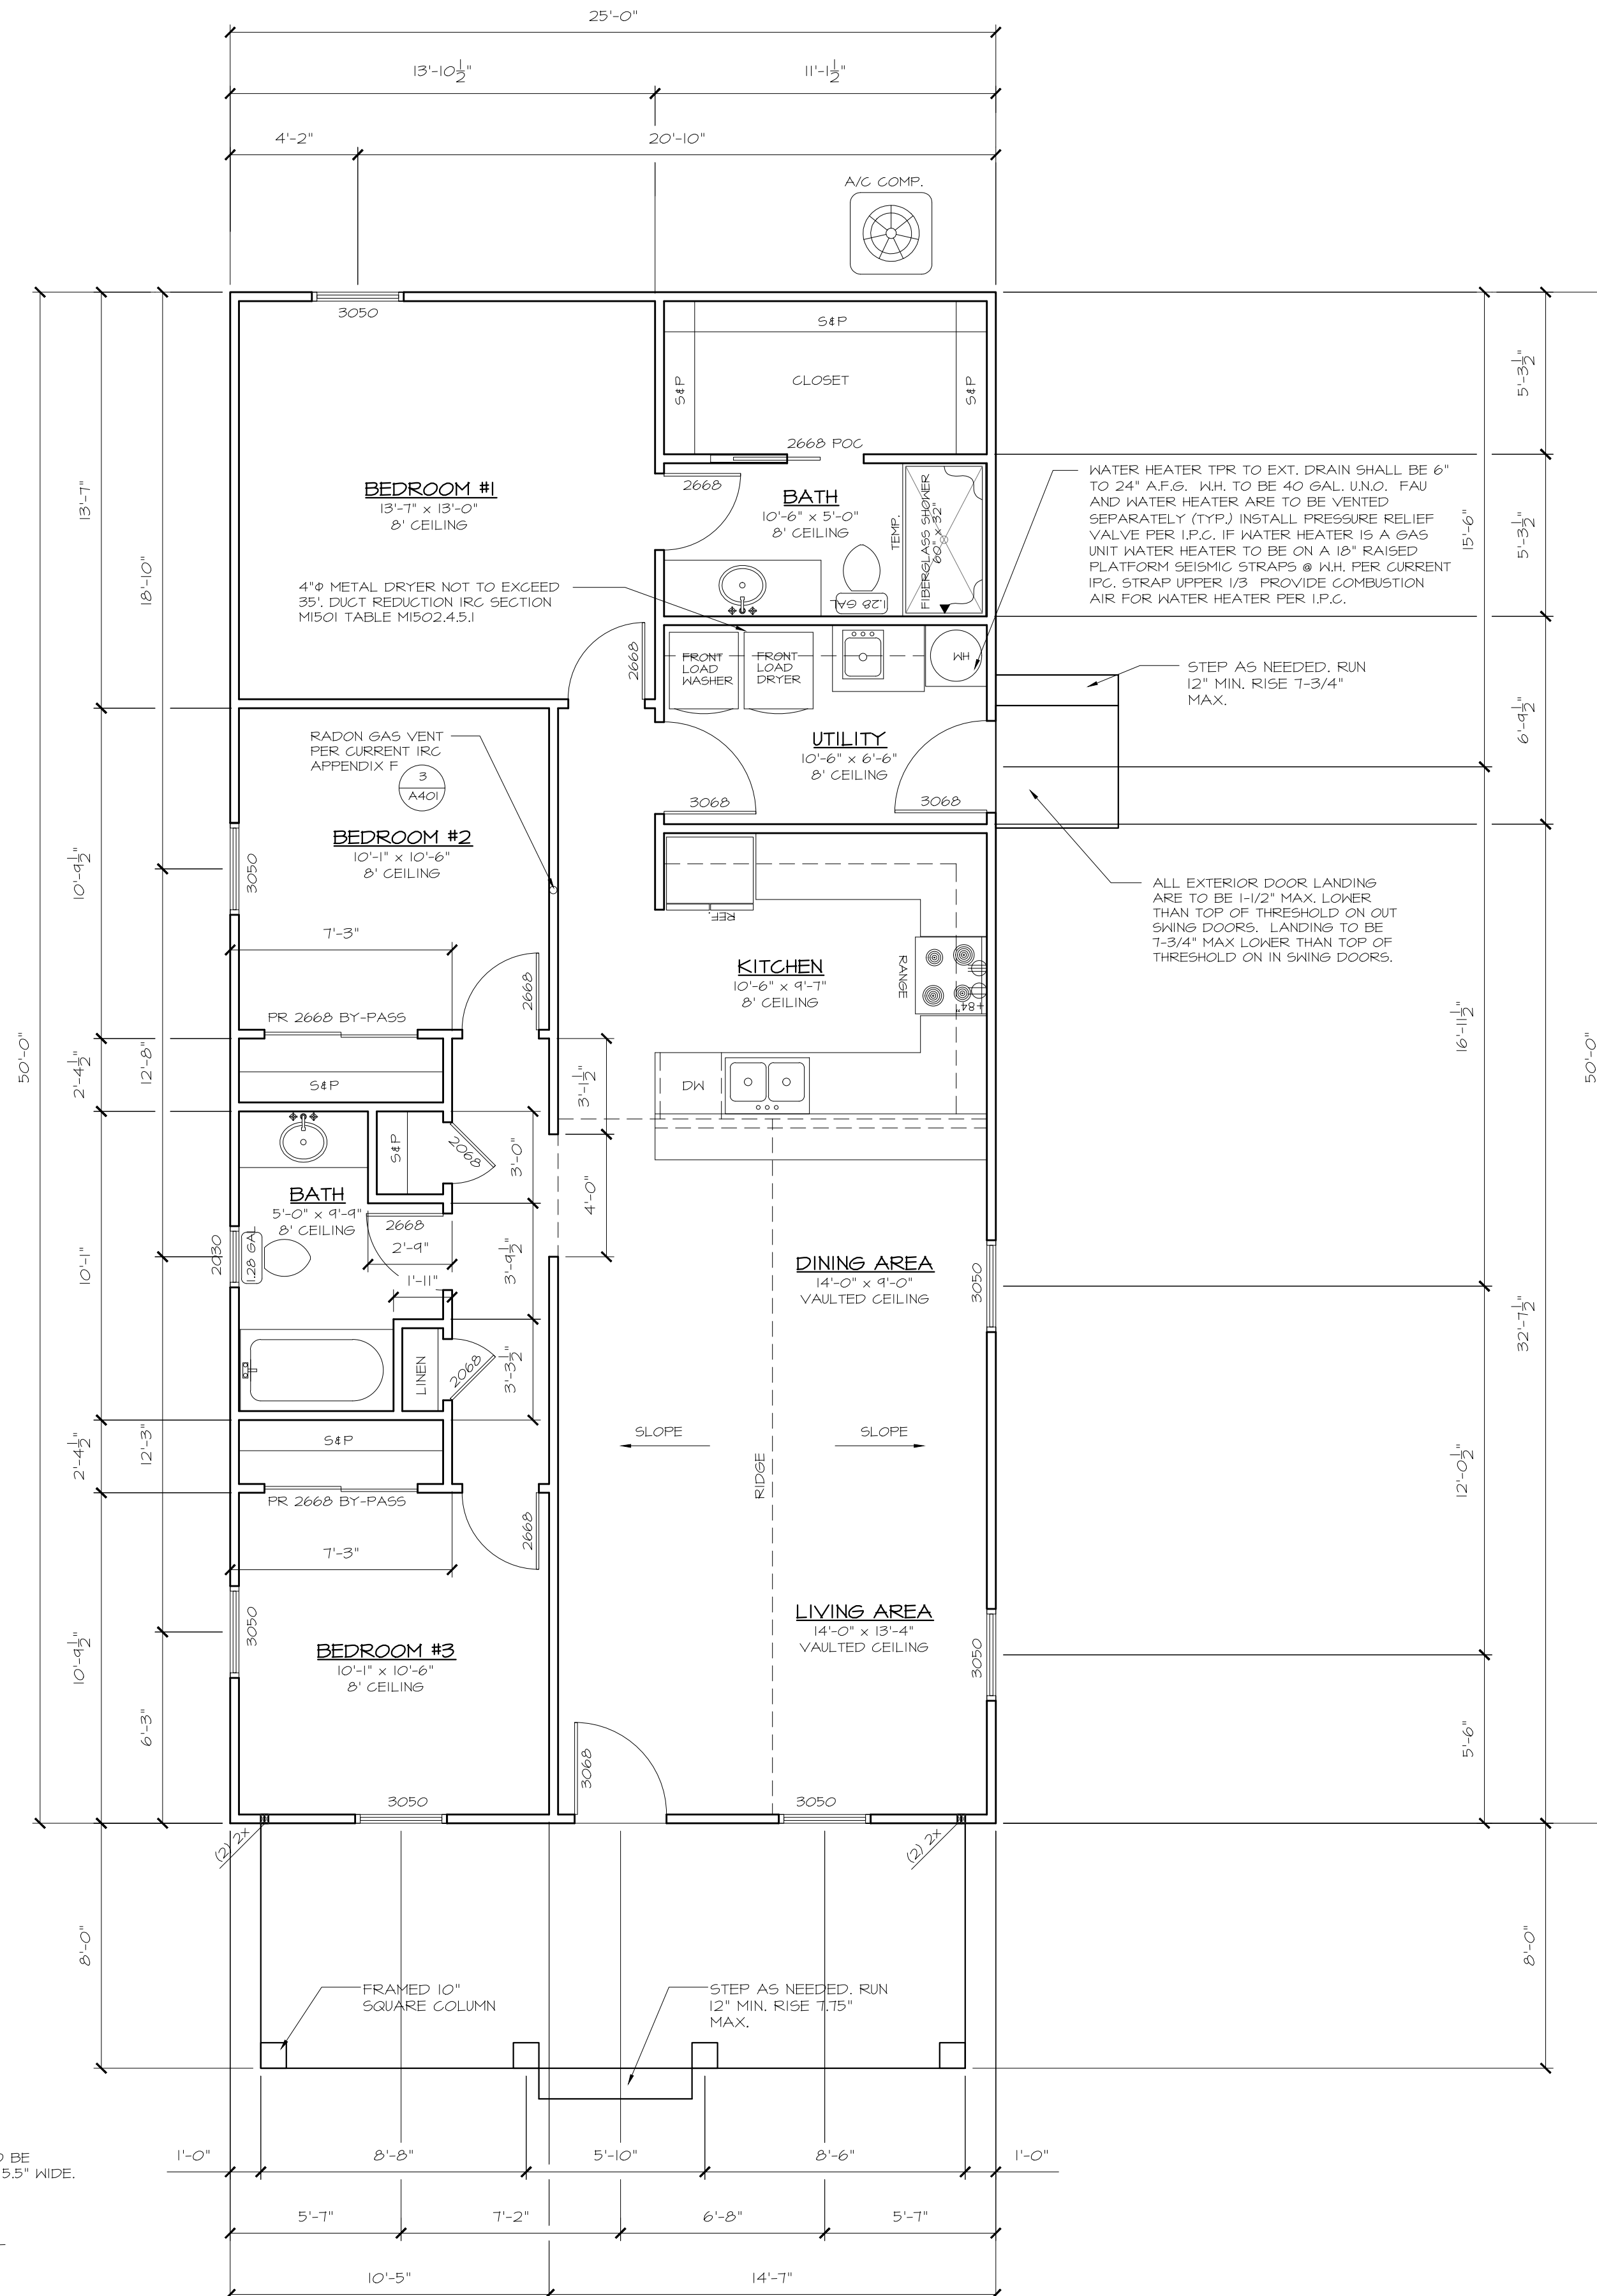 25'-0"
13'-10 1/2"
11'-1 1/2"
4'-2"
20'-10"
A/C COMP.
3050
S&P
CLOSET
S&P
S&P
2668 POC
BEDROOM #1
13'-7" x 13'-0"
8' CEILING
2668
BATH
10'-6" x 5'-0"
8' CEILING
TEMP.
FIBERGLASS SHOWER
60" x 32"
1.28 GAL
WATER HEATER TPR TO EXT. DRAIN SHALL BE 6"
TO 24" A.F.G. W.H. TO BE 40 GAL. U.N.O. FAU
AND WATER HEATER ARE TO BE VENTED
SEPARATELY (TYP.) INSTALL PRESSURE RELIEF
VALVE PER I.P.C. IF WATER HEATER IS A GAS
UNIT WATER HEATER TO BE ON A 18" RAISED
PLATFORM SEISMIC STRAPS @ W.H. PER CURRENT
IPC. STRAP UPPER 1/3 PROVIDE COMBUSTION
AIR FOR WATER HEATER PER I.P.C.
4"Φ METAL DRYER NOT TO EXCEED
35'. DUCT REDUCTION IRC SECTION
M1501 TABLE M1502.4.5.1
2668
FRONT
LOAD
WASHER
FRONT
LOAD
DRYER
WH
STEP AS NEEDED. RUN
12" MIN. RISE 7-3/4"
MAX.
RADON GAS VENT
PER CURRENT IRC
APPENDIX F
3
A401
UTILITY
10'-6" x 6'-6"
8' CEILING
3068
3068
BEDROOM #2
10'-1" x 10'-6"
8' CEILING
3050
7'-3"
PR 2668 BY-PASS
2668
S&P
REF.
KITCHEN
10'-6" x 9'-7"
8' CEILING
RANGE
+84"
DW
ALL EXTERIOR DOOR LANDING
ARE TO BE 1-1/2" MAX. LOWER
THAN TOP OF THRESHOLD ON OUT
SWING DOORS. LANDING TO BE
7-3/4" MAX LOWER THAN TOP OF
THRESHOLD ON IN SWING DOORS.
3'-1 1/2"
4'-0"
S&P
2068
3'-0"
BATH
5'-0" x 9'-9"
8' CEILING
2668
2'-9"
1'-11"
3'-9 1/2"
2030
1.28 GAL
LINEN
2068
3'-3 1/2"
DINING AREA
14'-0" x 9'-0"
VAULTED CEILING
3050
SLOPE
SLOPE
RIDGE
S&P
PR 2668 BY-PASS
2668
7'-3"
3050
BEDROOM #3
10'-1" x 10'-6"
8' CEILING
LIVING AREA
14'-0" x 13'-4"
VAULTED CEILING
3050
3068
3050
3050
(2) 2x
(2) 2x
50'-0"
13'-7"
10'-9 1/2"
2'-4 1/2"
10'-1"
2'-4 1/2"
10'-9 1/2"
8'-0"
18'-10"
12'-8"
12'-3"
6'-3"
15'-6"
16'-11 1/2"
12'-0 1/2"
5'-6"
5'-3 1/2"
5'-3 1/2"
6'-9 1/2"
32'-7 1/2"
8'-0"
50'-0"
FRAMED 10"
SQUARE COLUMN
STEP AS NEEDED. RUN
12" MIN. RISE 7.75"
MAX.
BE
5.5" WIDE.
1'-0"
8'-8"
5'-10"
8'-6"
1'-0"
5'-7"
7'-2"
6'-8"
5'-7"
10'-5"
14'-7"